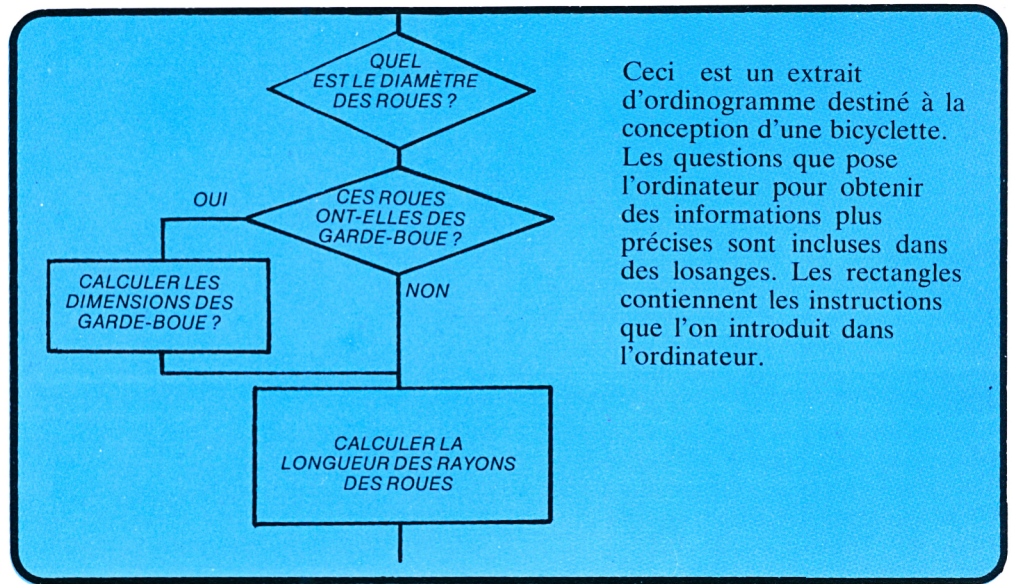 QUEL
EST LE DIAMÈTRE
DES ROUES ?
CES ROUES
ONT-ELLES DES
GARDE-BOUE ?
OUI
NON
CALCULER LES
DIMENSIONS DES
GARDE-BOUE ?
CALCULER LA
LONGUEUR DES RAYONS
DES ROUES
Ceci est un extrait
d'ordinogramme destiné à la
conception d'une bicyclette.
Les questions que pose
l'ordinateur pour obtenir
des informations plus
précises sont incluses dans
des losanges. Les rectangles
contiennent les instructions
que l'on introduit dans
l'ordinateur.